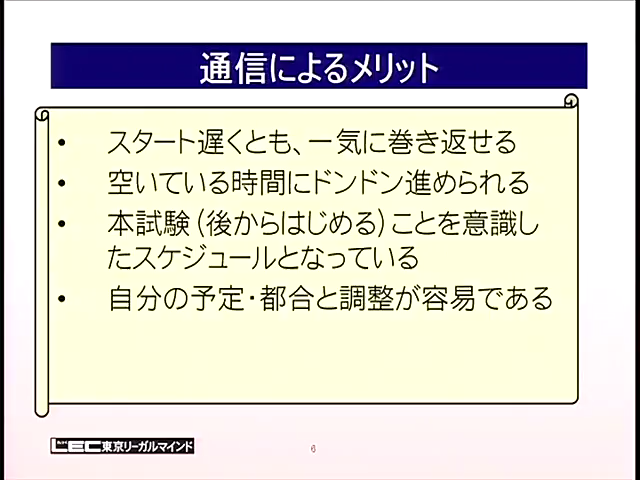 通信によるメリット
• スタート遅くとも、一気に巻き返せる
• 空いている時間にドンドン進められる
• 本試験（後からはじめる）ことを意識し
たスケジュールとなっている
• 自分の予定・都合と調整が容易である
LEC東京リーガルマインド
6